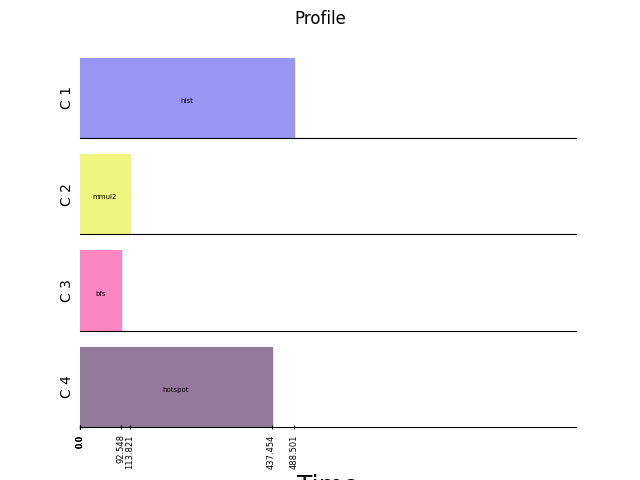 Profile
C 1
hist
C 2
mmul2
C 3
bfs
C 4
hotspot
0.0
92.548
113.821
437.454
488.501
Time